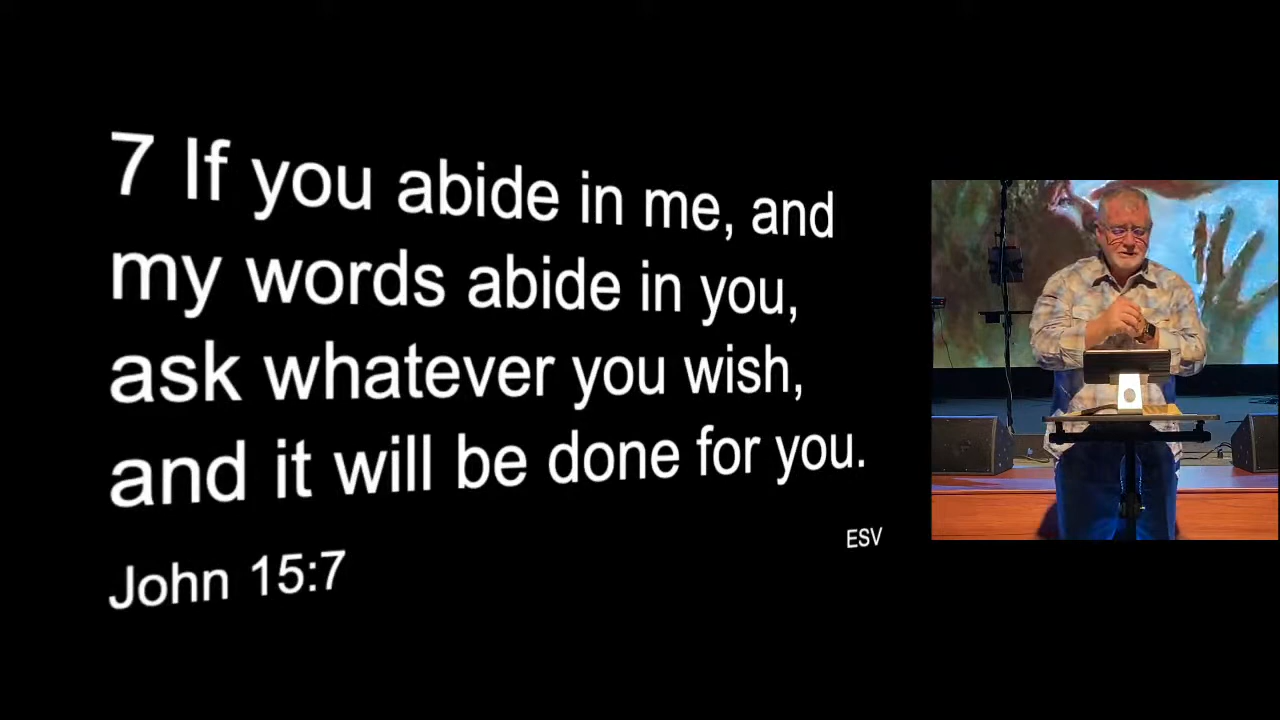 7 If you abide in me, and
my words abide in you,
ask whatever you wish,
and it will be done for you.
ESV
John 15:7